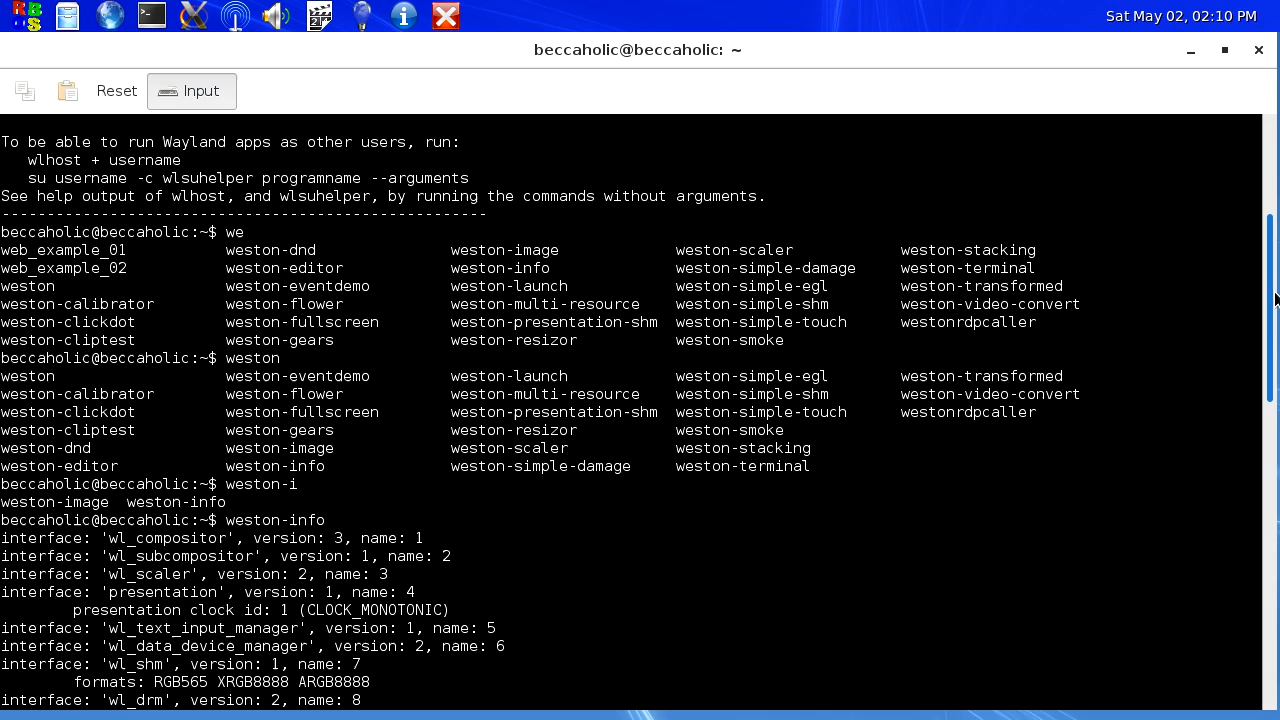 RBOS
Sat May 02, 02:10 PM
beccaholic@beccaholic: ~
Reset Input
To be able to run Wayland apps as other users, run:
   wlhost + username
   su username -c wlsuhelper programname --arguments
See help output of wlhost, and wlsuhelper, by running the commands without arguments.
------------------------------------------------------
beccaholic@beccaholic:~$ we
web_example_01           weston-dnd               weston-image             weston-scaler            weston-stacking
web_example_02           weston-editor            weston-info              weston-simple-damage     weston-terminal
weston                   weston-eventdemo         weston-launch            weston-simple-egl        weston-transformed
weston-calibrator        weston-flower            weston-multi-resource    weston-simple-shm        weston-video-convert
weston-clickdot          weston-fullscreen        weston-presentation-shm  weston-simple-touch      westonrdpcaller
weston-cliptest          weston-gears             weston-resizor           weston-smoke
beccaholic@beccaholic:~$ weston
weston                   weston-eventdemo         weston-launch            weston-simple-egl        weston-transformed
weston-calibrator        weston-flower            weston-multi-resource    weston-simple-shm        weston-video-convert
weston-clickdot          weston-fullscreen        weston-presentation-shm  weston-simple-touch      westonrdpcaller
weston-cliptest          weston-gears             weston-resizor           weston-smoke
weston-dnd               weston-image             weston-scaler            weston-stacking
weston-editor            weston-info              weston-simple-damage     weston-terminal
beccaholic@beccaholic:~$ weston-i
weston-image  weston-info
beccaholic@beccaholic:~$ weston-info
interface: 'wl_compositor', version: 3, name: 1
interface: 'wl_subcompositor', version: 1, name: 2
interface: 'wl_scaler', version: 2, name: 3
interface: 'presentation', version: 1, name: 4
        presentation clock id: 1 (CLOCK_MONOTONIC)
interface: 'wl_text_input_manager', version: 1, name: 5
interface: 'wl_data_device_manager', version: 2, name: 6
interface: 'wl_shm', version: 1, name: 7
        formats: RGB565 XRGB8888 ARGB8888
interface: 'wl_drm', version: 2, name: 8